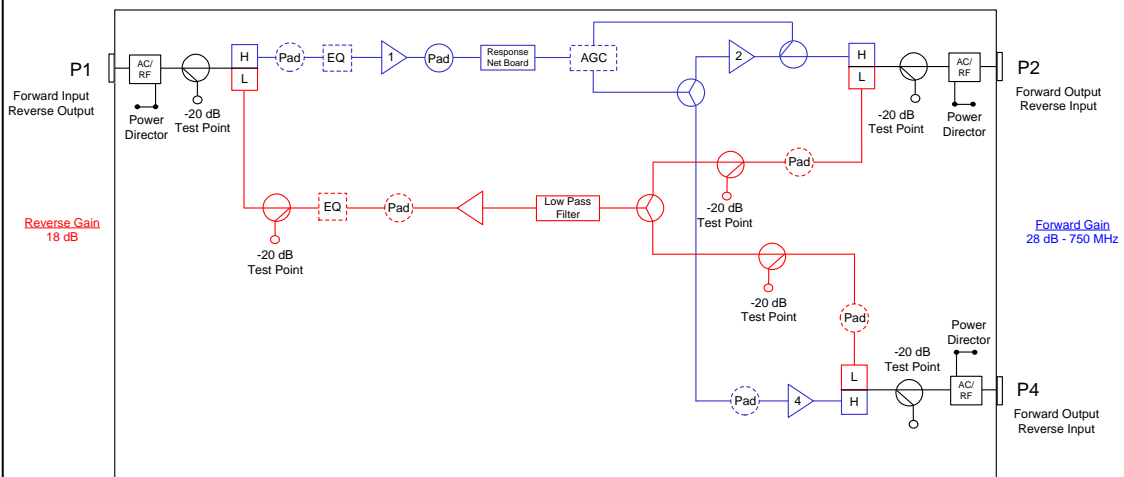 P1
Forward Input
Reverse Output
AC/
RF
Power
Director
-20 dB
Test Point
H
L
Pad
EQ
1
Pad
Response
Net Board
AGC
2
H
L
-20 dB
Test Point
AC/
RF
Power
Director
P2
Forward Output
Reverse Input
Reverse Gain
18 dB
-20 dB
Test Point
EQ
Pad
Low Pass
Filter
-20 dB
Test Point
Pad
Forward Gain
28 dB - 750 MHz
-20 dB
Test Point
Pad
Pad
4
L
H
-20 dB
Test Point
Power
Director
AC/
RF
P4
Forward Output
Reverse Input